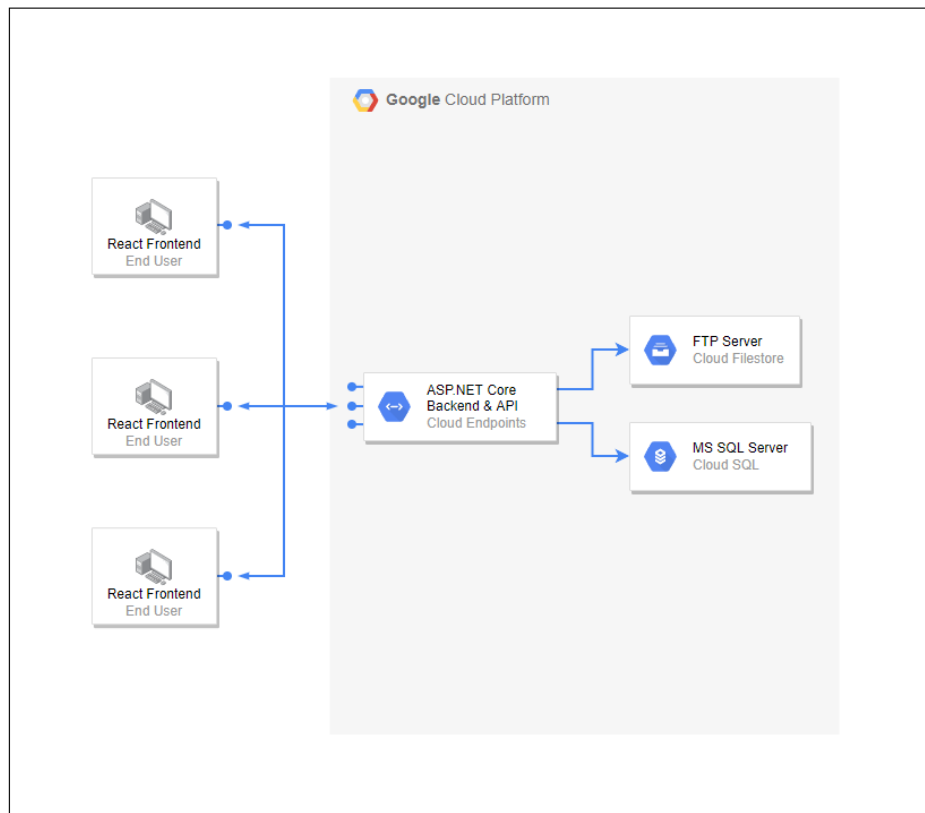 Google Cloud Platform
React Frontend
End User
React Frontend
End User
React Frontend
End User
ASP.NET Core
Backend & API
Cloud Endpoints
FTP Server
Cloud Filestore
MS SQL Server
Cloud SQL